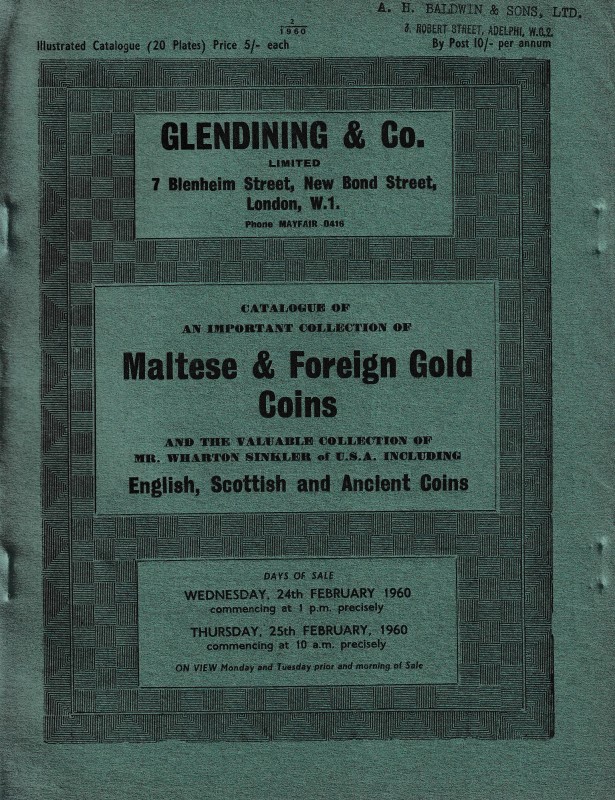 A. H. BALDWIN & SONS, LTD.
2
1960
3. ROBERT STREET, ADELPHI, W.C.2.
Illustrated Catalogue (20 Plates) Price 5/- each
By Post 10/- per annum
GLENDINING & Co.
LIMITED
7 Blenheim Street, New Bond Street,
London, W.1.
Phone MAYFAIR 0416
CATALOGUE OF
AN IMPORTANT COLLECTION OF
Maltese & Foreign Gold
Coins
AND THE VALUABLE COLLECTION OF
MR. WHARTON SINKLER of U.S.A. INCLUDING
English, Scottish and Ancient Coins
DAYS OF SALE
WEDNESDAY, 24th FEBRUARY 1960
commencing at 1 p.m. precisely
THURSDAY, 25th FEBRUARY, 1960
commencing at 10 a.m. precisely
ON VIEW Monday and Tuesday prior and morning of Sale